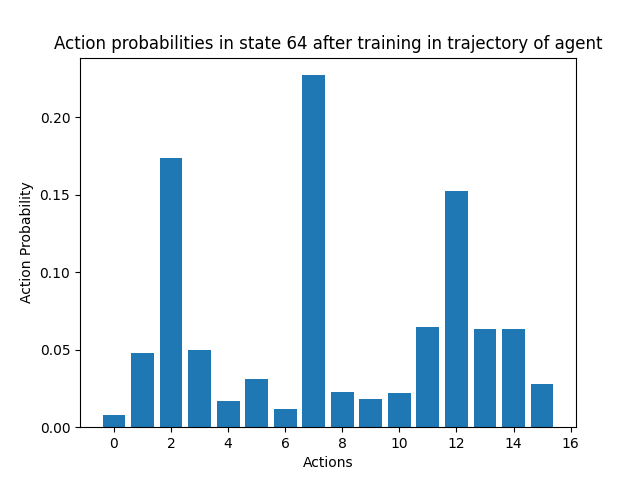 Action probabilities in state 64 after training in trajectory of agent
0.20
0.15
0.10
0.05
0.00
Action Probability
0 2 4 6 8 10 12 14 16
Actions